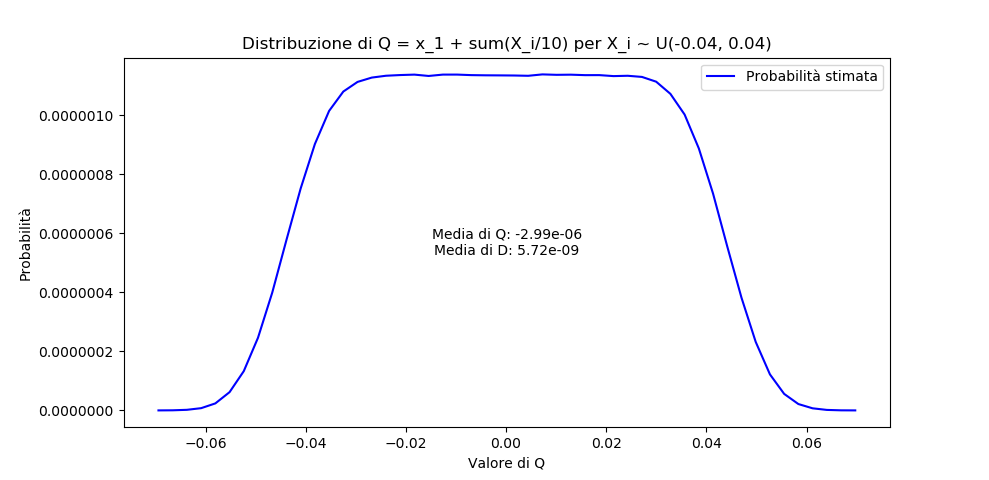 Distribuzione di Q = x_1 + sum(X_i/10) per X_i ~ U(-0.04, 0.04)
Probabilità stimata
0.0000010
0.0000008
0.0000006
0.0000004
0.0000002
0.0000000
Probabilità
Media di Q: -2.99e-06
Media di D: 5.72e-09
−0.06 −0.04 −0.02 0.00 0.02 0.04 0.06
Valore di Q